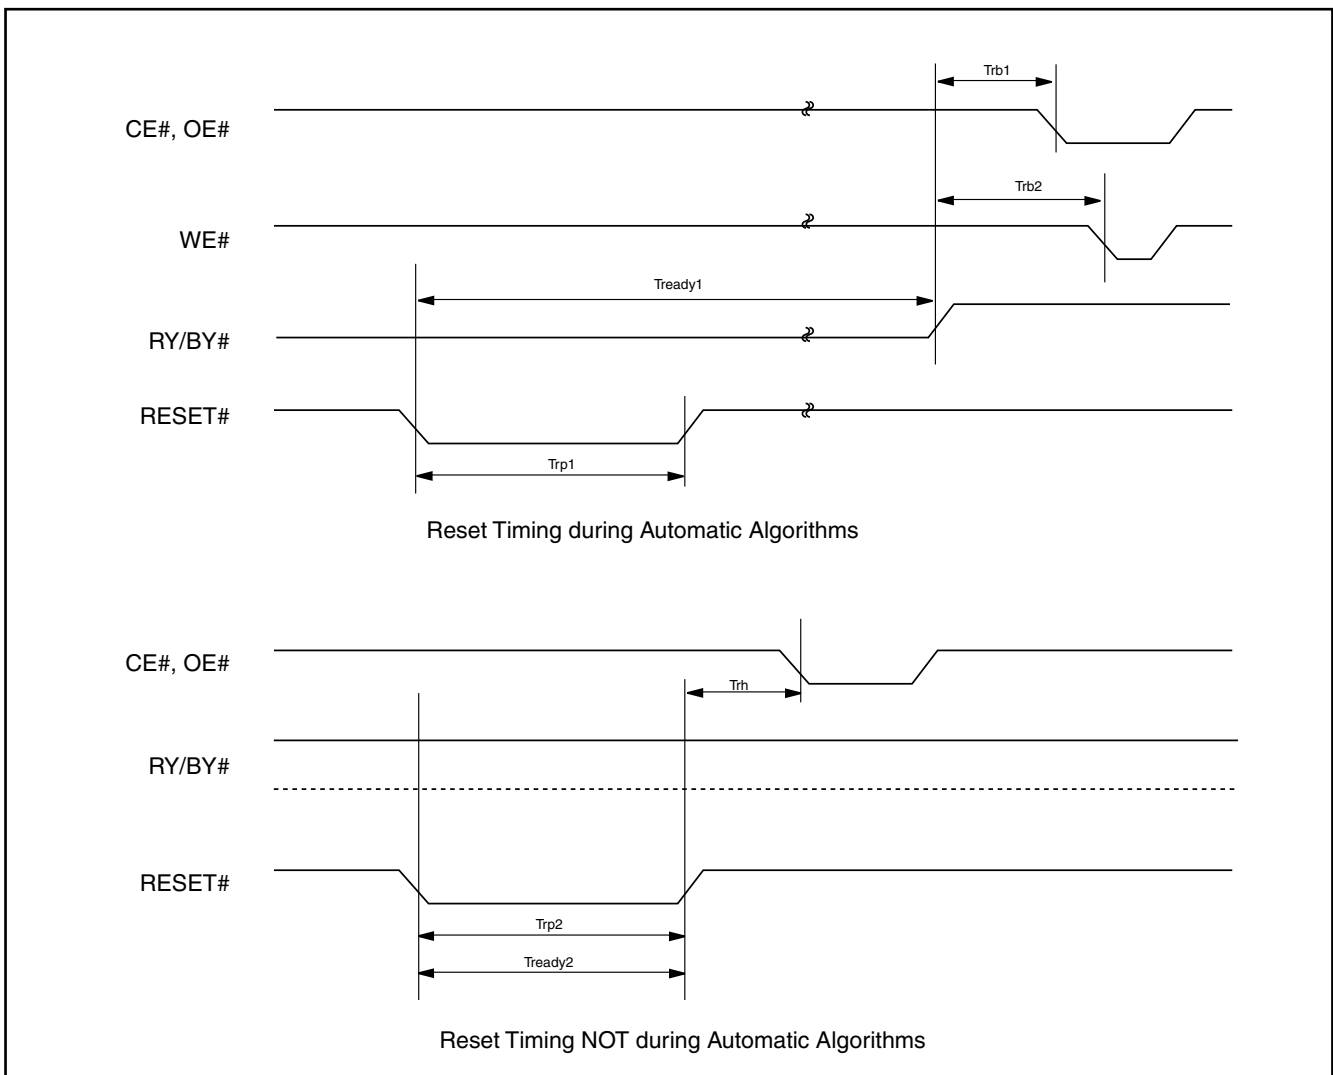 Trb1
CE#, OE#
Trb2
WE#
Tready1
RY/BY#
RESET#
Trp1
Reset Timing during Automatic Algorithms
CE#, OE#
Trh
RY/BY#
RESET#
Trp2
Tready2
Reset Timing NOT during Automatic Algorithms